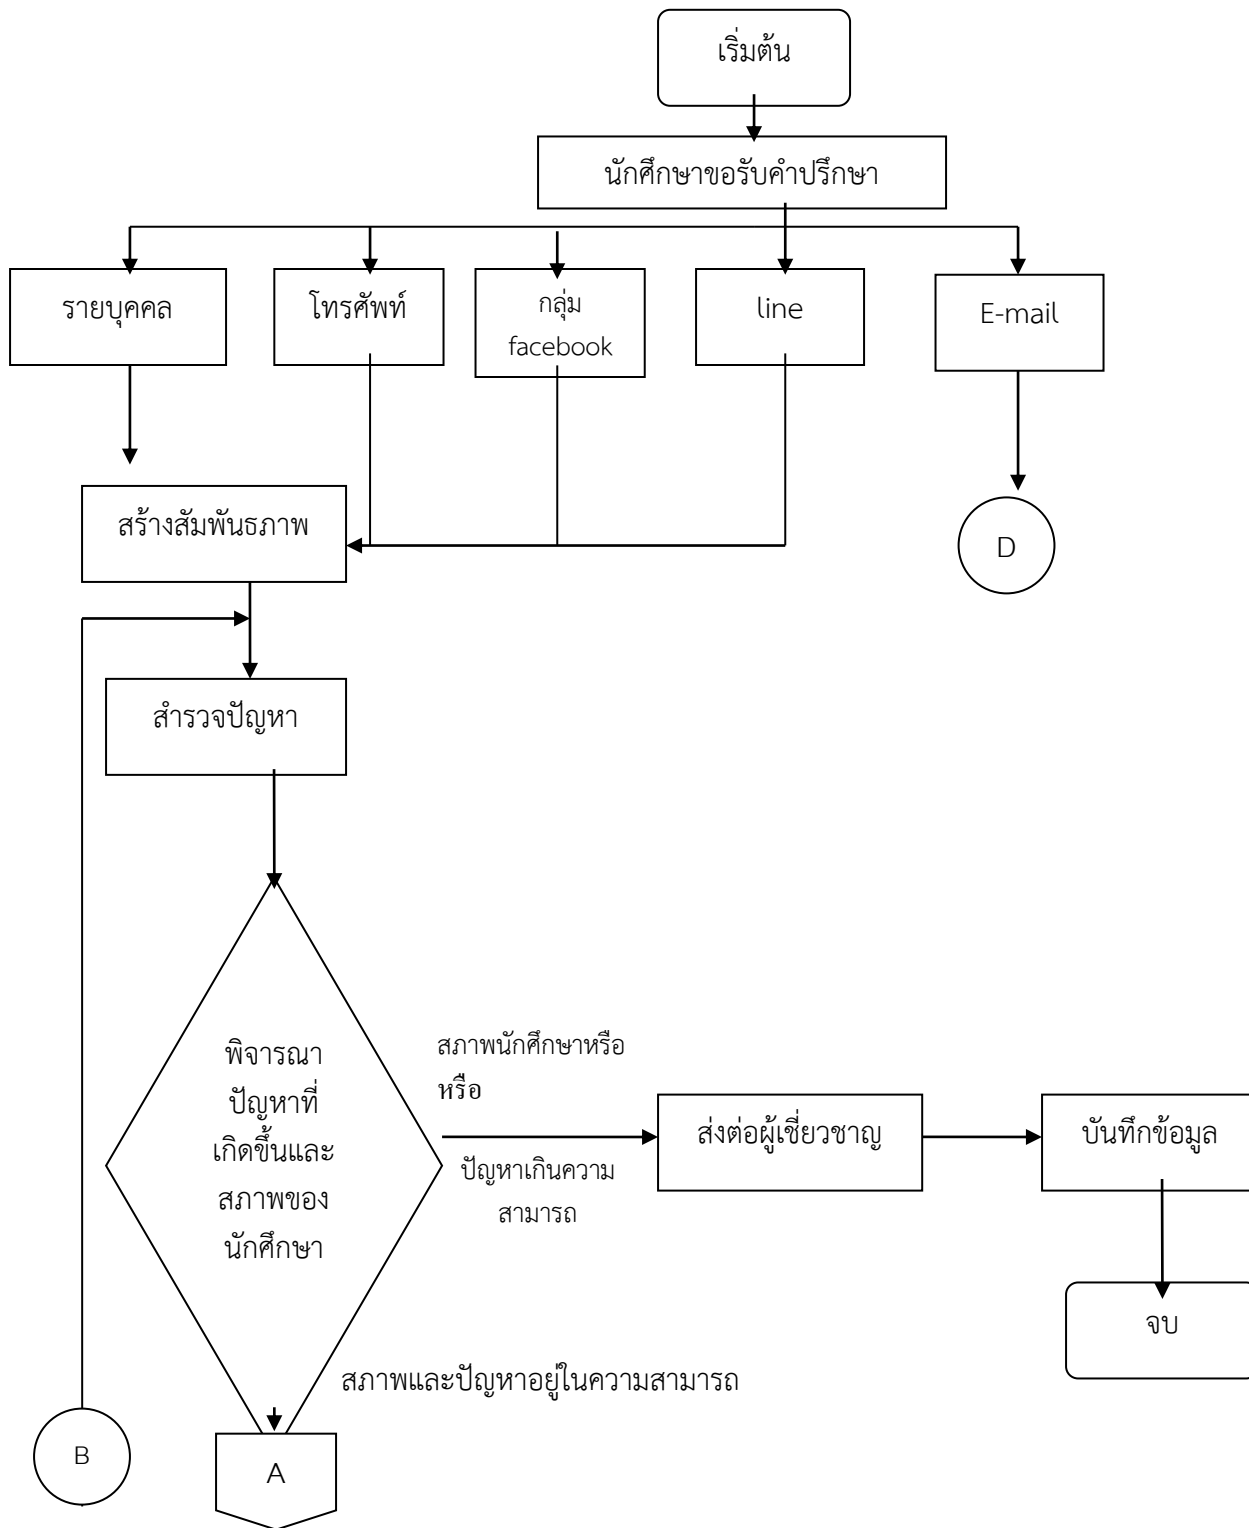 เริ่มต้น
นักศึกษาขอรับคำปรึกษา
รายบุคคล
โทรศัพท์
กลุ่ม
facebook
line
E-mail
สร้างสัมพันธภาพ
D
สำรวจปัญหา
พิจารณา
ปัญหาที่
เกิดขึ้นและ
สภาพของ
นักศึกษา
สภาพนักศึกษาหรือ
หรือ
ปัญหาเกินความ
สามารถ
ส่งต่อผู้เชี่ยวชาญ
บันทึกข้อมูล
จบ
สภาพและปัญหาอยู่ในความสามารถ
B
A